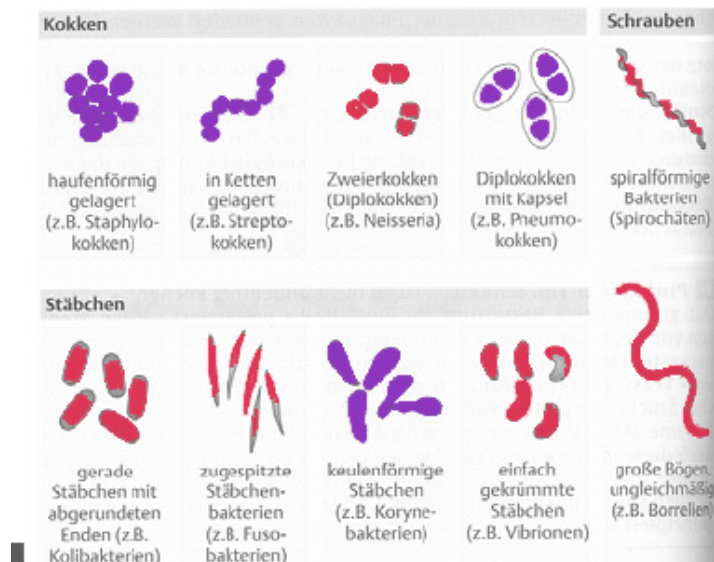 Kokken
haufenförmig
gelagert
(z.B. Staphylo-
kokken)
in Ketten
gelagert
(z.B. Strepto-
kokken)
Zweierkokken
(Diplokokken)
(z.B. Neisseria)
Diplokokken
mit Kapsel
(z.B. Pneumo-
kokken)
Schrauben
spiralförmige
Bakterien
(Spirochäten)
Stäbchen
gerade
Stäbchen mit
abgerundeten
Enden (z.B.
Kolibakterien)
zugespitzte
Stäbchen-
bakterien
(z.B. Fuso-
bakterien)
keulenförmige
Stäbchen
(z.B. Koryne-
bakterien)
einfach
gekrümmte
Stäbchen
(z.B. Vibrionen)
große Bögen,
ungleichmäßig
(z.B. Borrelien)